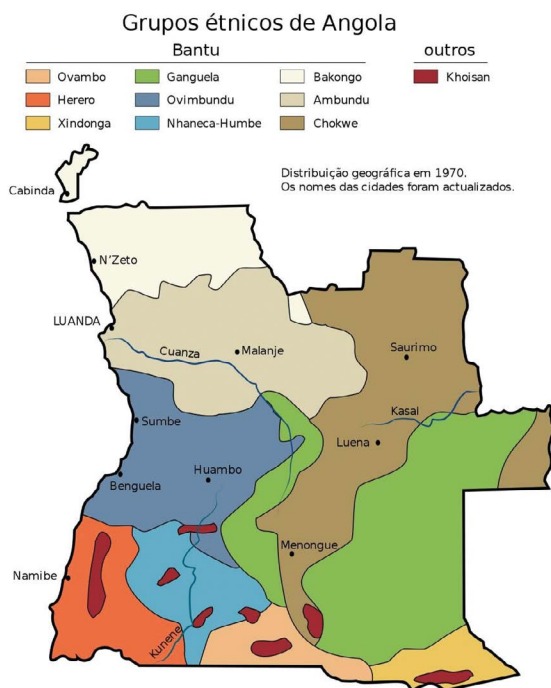 Grupos étnicos de Angola
Bantu
outros
Ovambo
Ganguela
Bakongo
Khoisan
Herero
Ovimbundu
Ambundu
Xindonga
Nhaneca-Humbe
Chokwe
Distribuição geográfica em 1970.
Os nomes das cidades foram actualizados.
Cabinda
N'Zeto
LUANDA
Cuanza
Malanje
Saurimo
Kasai
Sumbe
Luena
Huambo
Benguela
Menongue
Namibe
Kunene